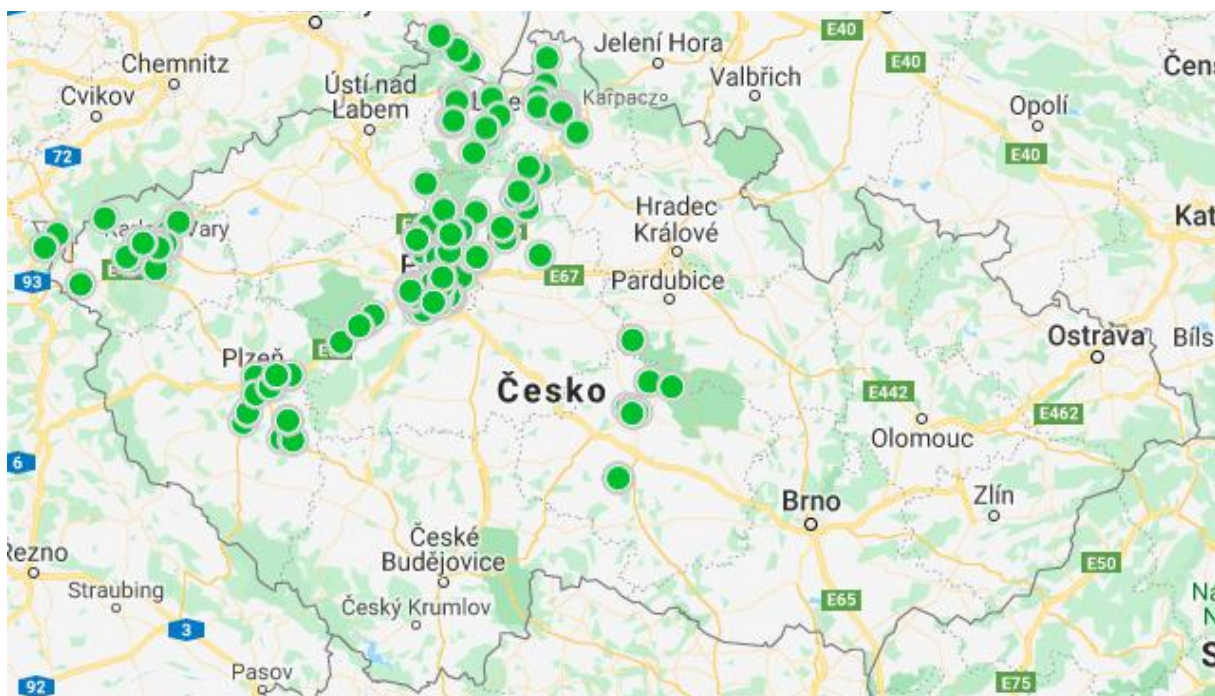 Chemnitz
Jelení Hora
E40
E40
Čens
Cvikov
Ústí nad
Labem
Valbřich
Karpacz
Opolí
72
E40
Hradec
Králové
Kat
93
E67
Pardubice
Plzeň
Česko
Ostrava
Bíls
E442
E462
Olomouc
6
Brno
Zlín
České
Budějovice
Rezno
E50
Straubing
Český Krumlov
E65
3
Pasov
92
E75